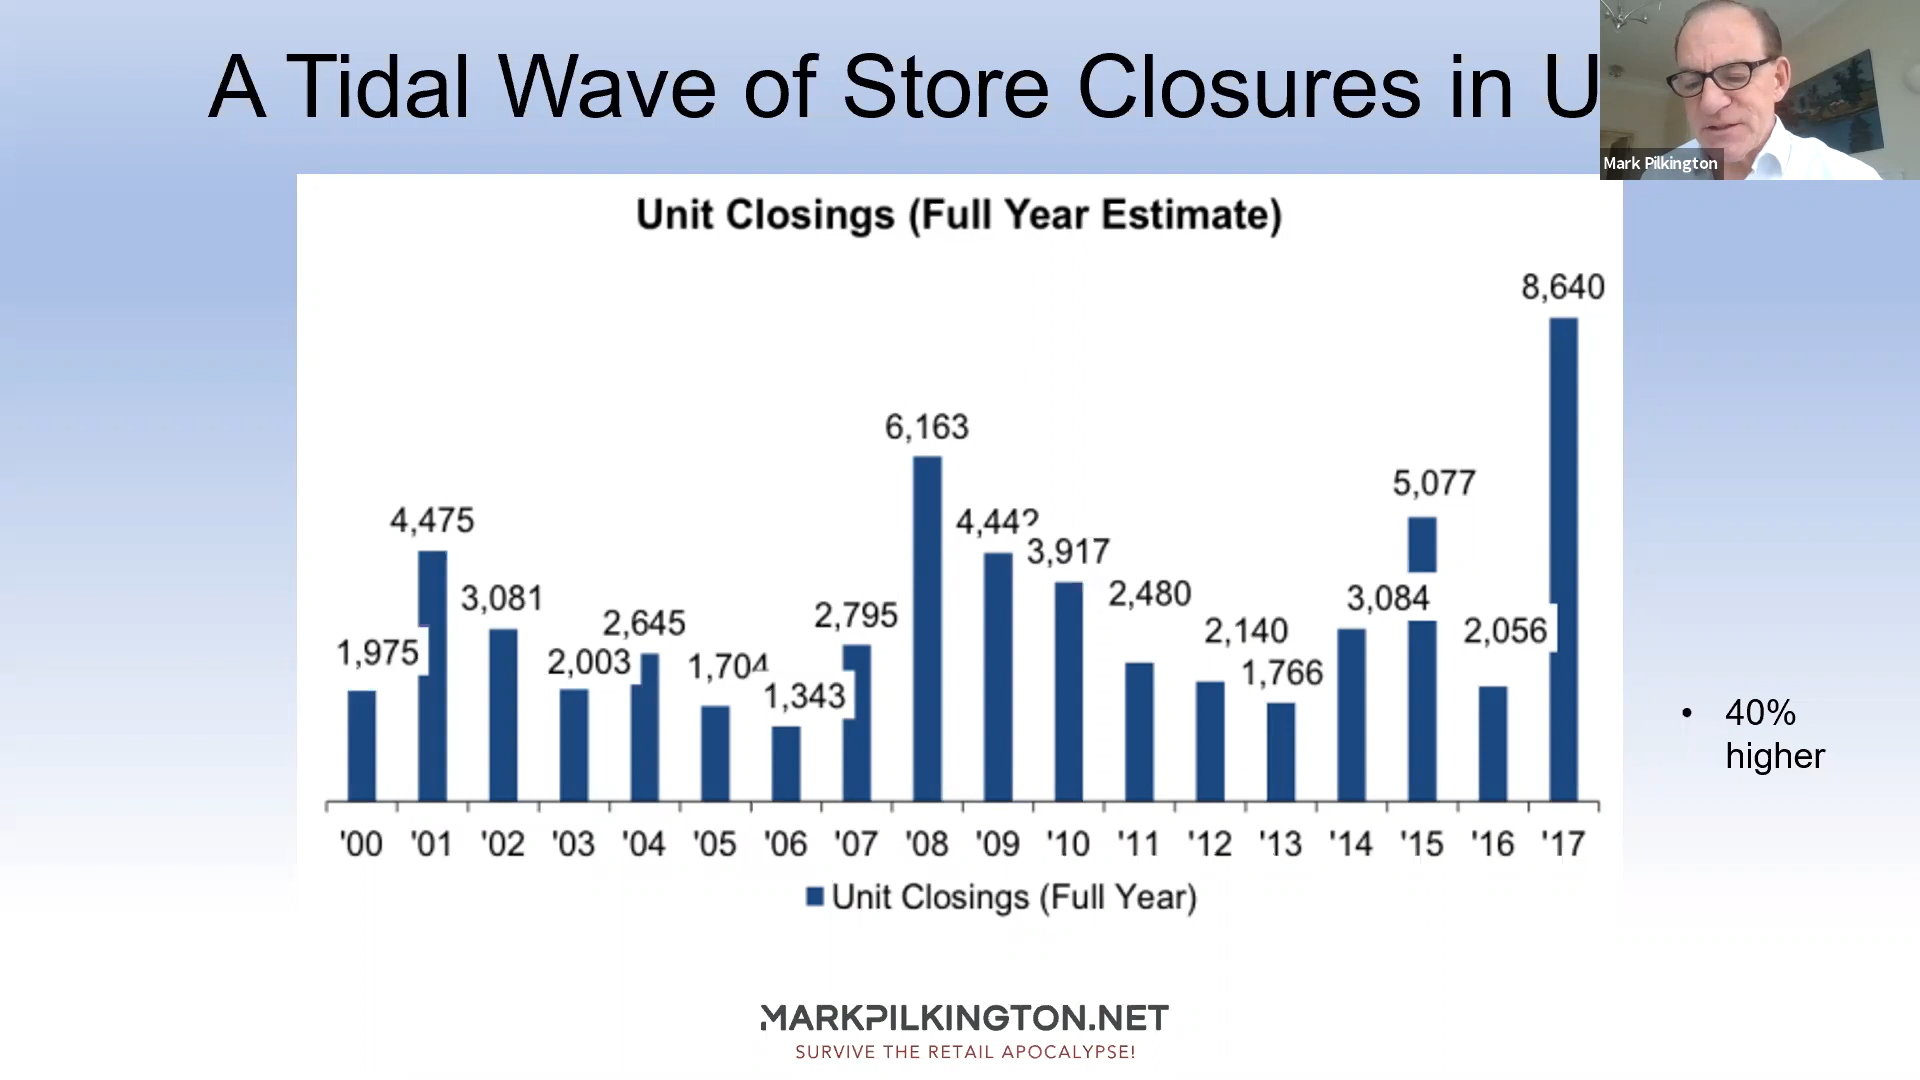 A Tidal Wave of Store Closures in U
Mark Pilkington
Unit Closings (Full Year Estimate)
8,640
6,163
5,077
4,475
3,917
3,081
2,480
3,084
2,645
2,795
2,140
2,056
1,975
2,003
1,704
1,766
1,343
40%
higher
'00 '01 '02 '03 '04 '05 '06 '07 '08 '09 '10 '11 '12 '13 '14 '15 '16 '17
Unit Closings (Full Year)
MARKPILKINGTON.NET
SURVIVE THE RETAIL APOCALYPSE!